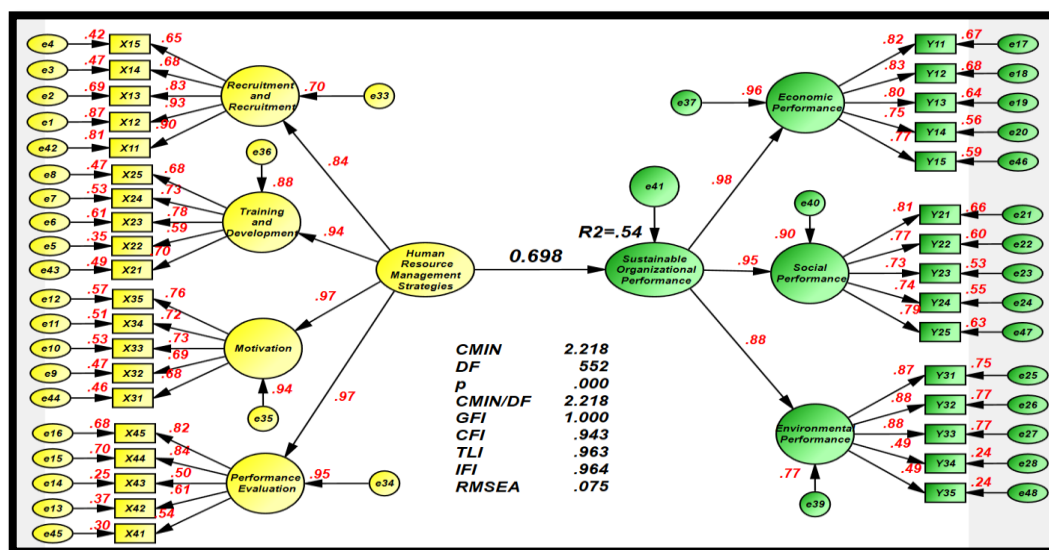 e4 .42 X15 .65
e3 .47 X14 .68
e2 .69 X13 .83
e1 .87 X12 .93
e42 .81 X11 .90
Recruitment
and
Recruitment
.70 e33
e36
.88
e8 .47 X25 .68
e7 .53 X24 .73
e6 .61 X23 .78
e5 .35 X22 .59
e43 .49 X21 .70
Training
and
Development
e12 .57 X35 .76
e11 .51 X34 .72
e10 .53 X33 .73
e9 .47 X32 .69
e44 .46 X31 .68
Motivation
.94
e35
e16 .68 X45 .82
e15 .70 X44 .84
e14 .25 X43 .50
e13 .37 X42 .61
e45 .30 X41 .54
Performance
Evaluation
.95 e34
.84
.94
.97
.97
Human
Resource
Management
Strategies
0.698
R2=.54
e41
Sustainable
Organizational
Performance
.98
.95
.88
CMIN 2.218
DF 552
p .000
CMIN/DF 2.218
GFI 1.000
CFI .943
TLI .963
IFI .964
RMSEA .075
e37 .96
Economic
Performance
.82 Y11 .67 e17
.83 Y12 .68 e18
.80 Y13 .64 e19
.75 Y14 .56 e20
.77 Y15 .59 e46
e40
.90
Social
Performance
.81 Y21 .66 e21
.77 Y22 .60 e22
.73 Y23 .53 e23
.74 Y24 .55 e24
.79 Y25 .63 e47
Environmental
Performance
.77
e39
.87 Y31 .75 e25
.88 Y32 .77 e26
.88 Y33 .77 e27
.49 Y34 .24 e28
.49 Y35 .24 e48